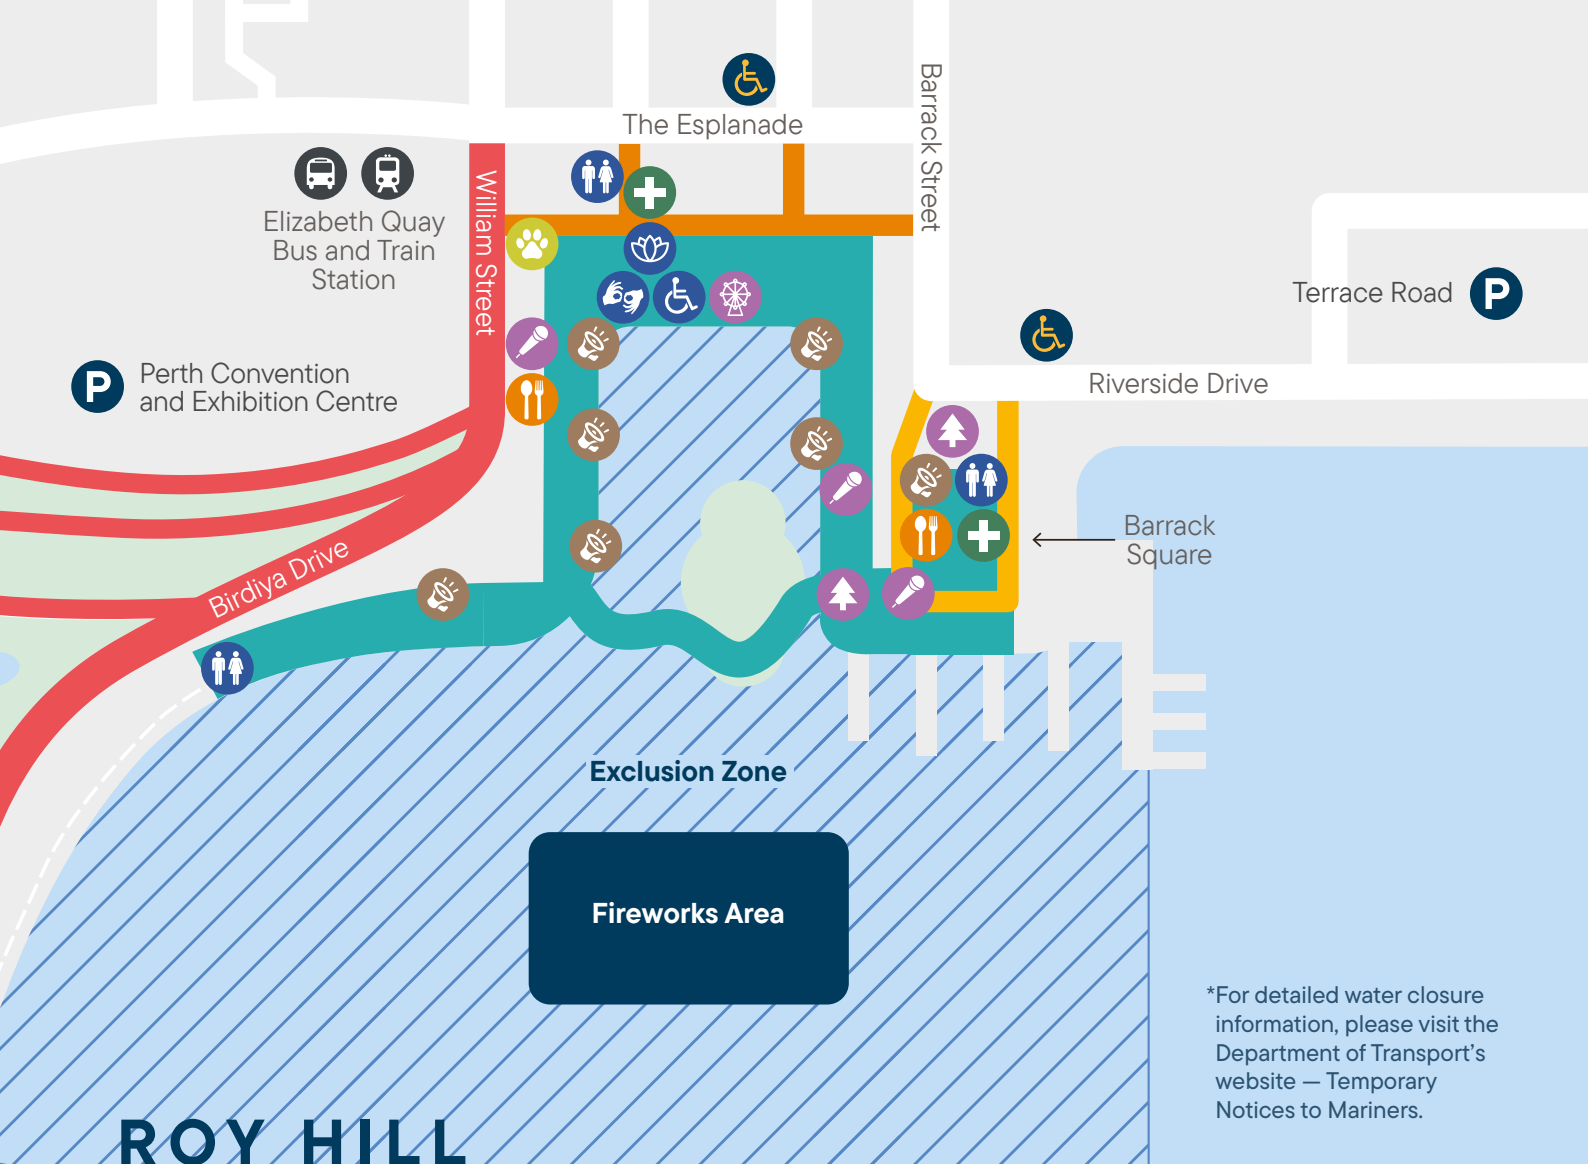 The Esplanade
Barrack Street
Elizabeth Quay
Bus and Train
Station
William Street
Terrace Road
P
P
Perth Convention
and Exhibition Centre
Riverside Drive
Barrack
Square
Birdiya Drive
Exclusion Zone
Fireworks Area
*For detailed water closure
information, please visit the
Department of Transport’s
website — Temporary
Notices to Mariners.
ROY HILL